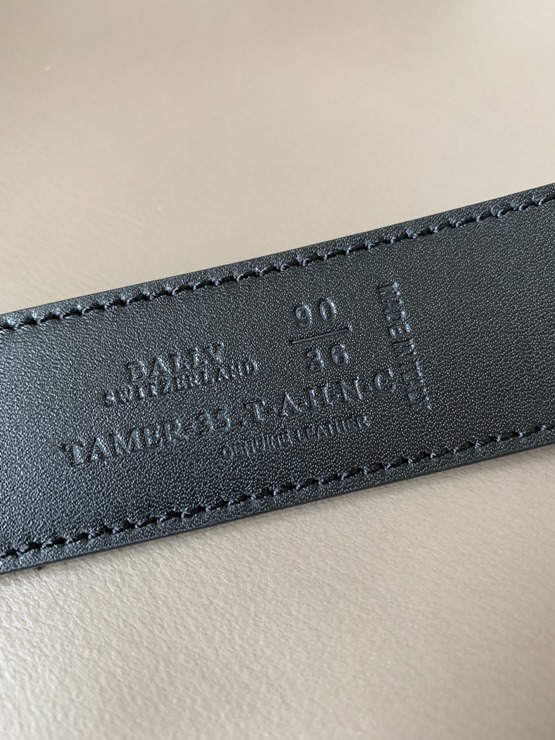 BALLY
SWITZERLAND
90
36
TAMER-35.T-A.H.N-G
GENUINE LEATHER